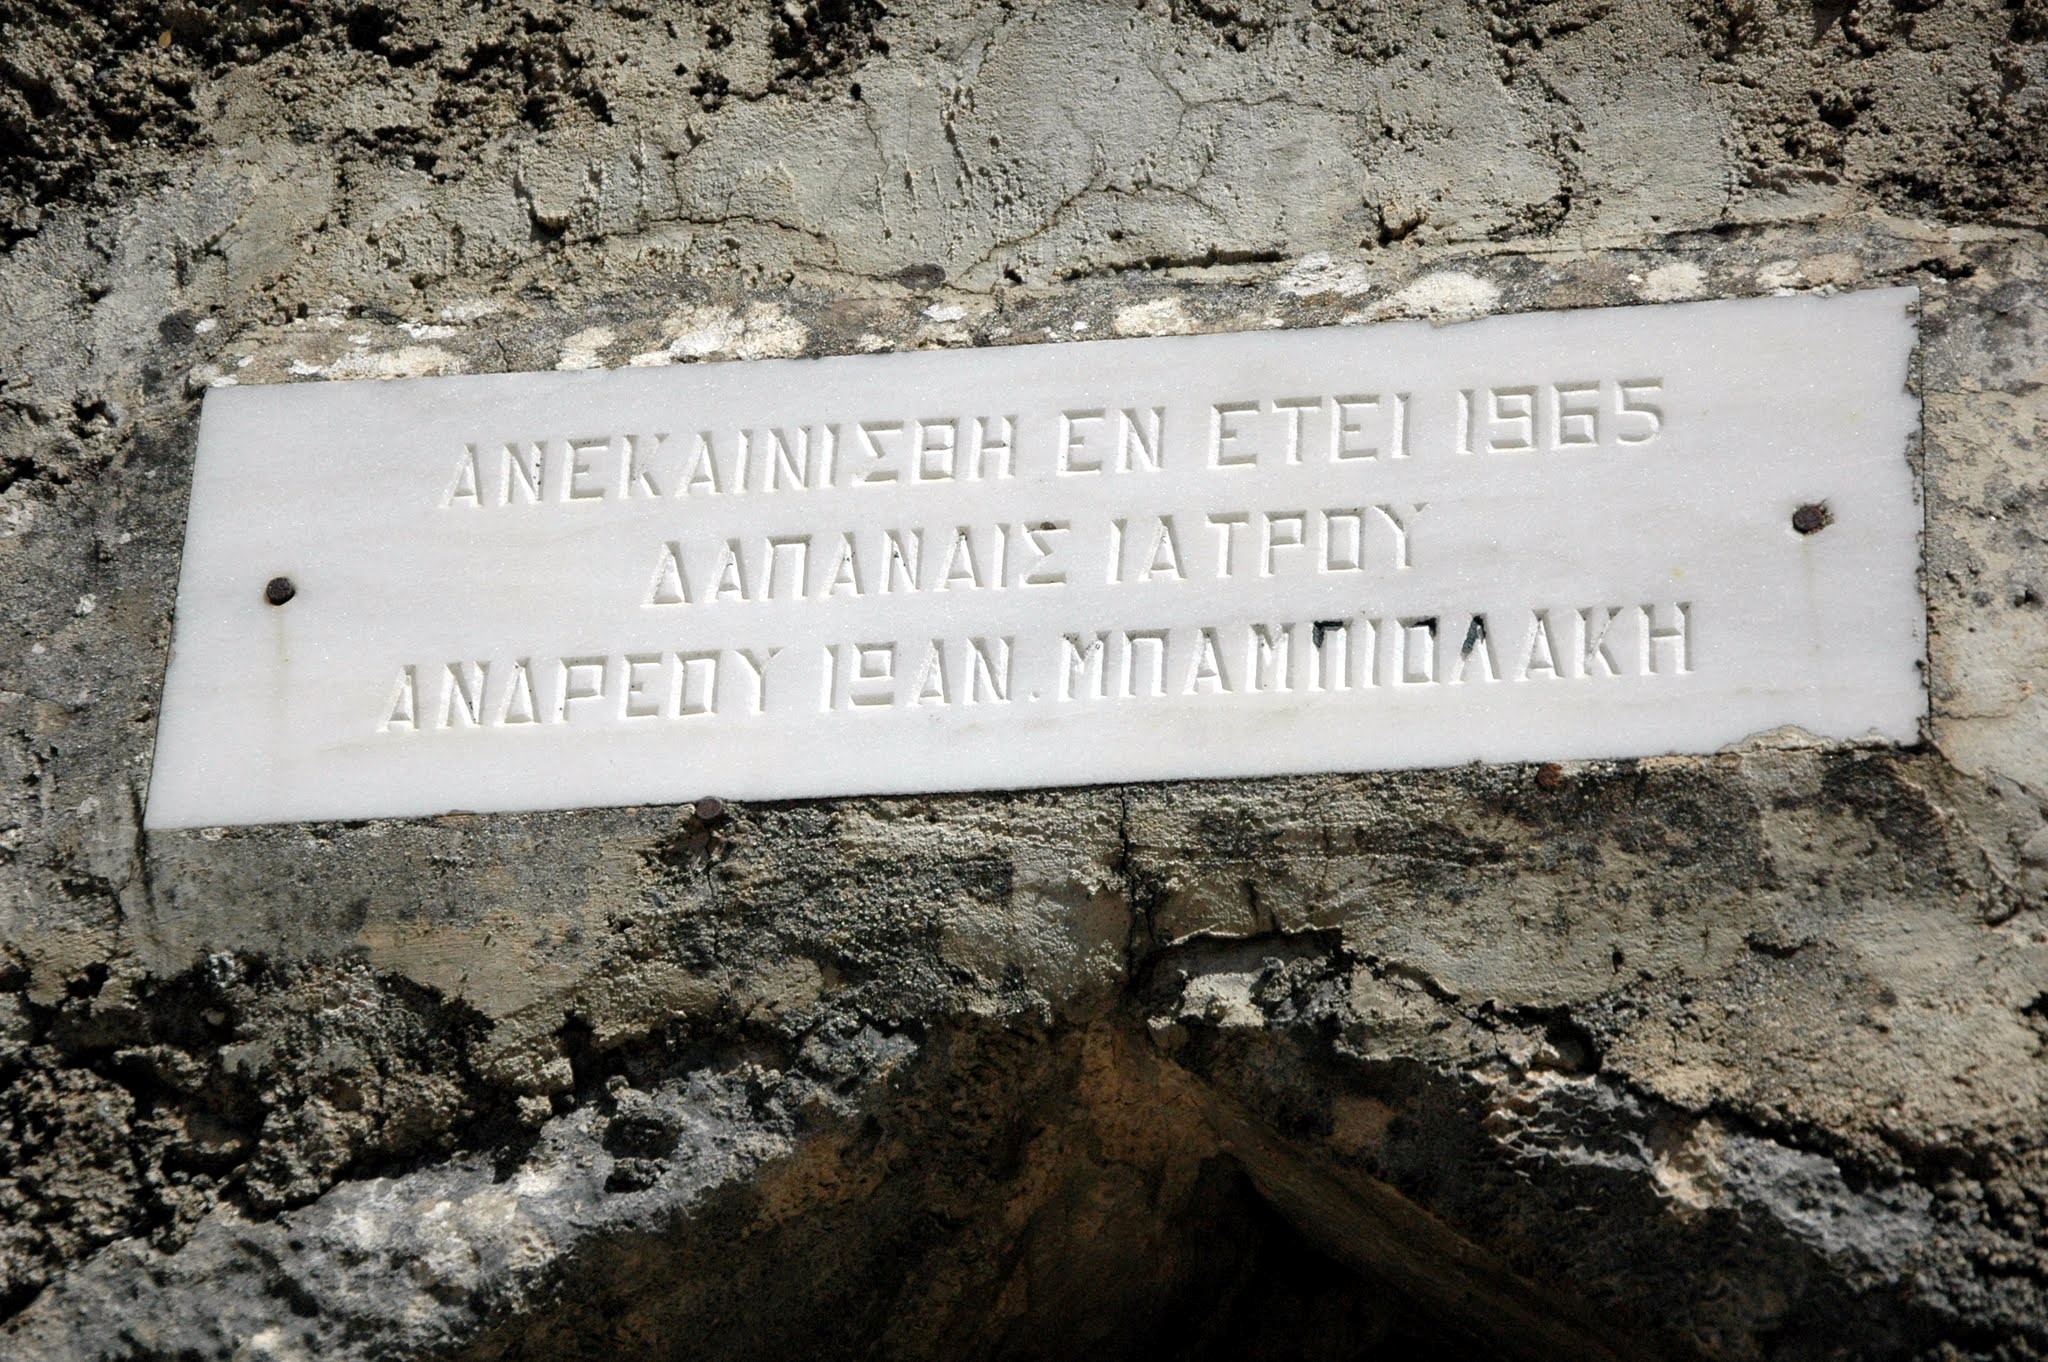 ΑΝΕΚΑΙΝΙΣΘΗ ΕΝ ΕΤΕΙ 1965
ΔΑΠΑΝΑΙΣ ΙΑΤΡΟΥ
ΑΝΔΡΕΟΥ ΙΩΑΝ. ΜΠΑΜΠΙΟΛΑΚΗ